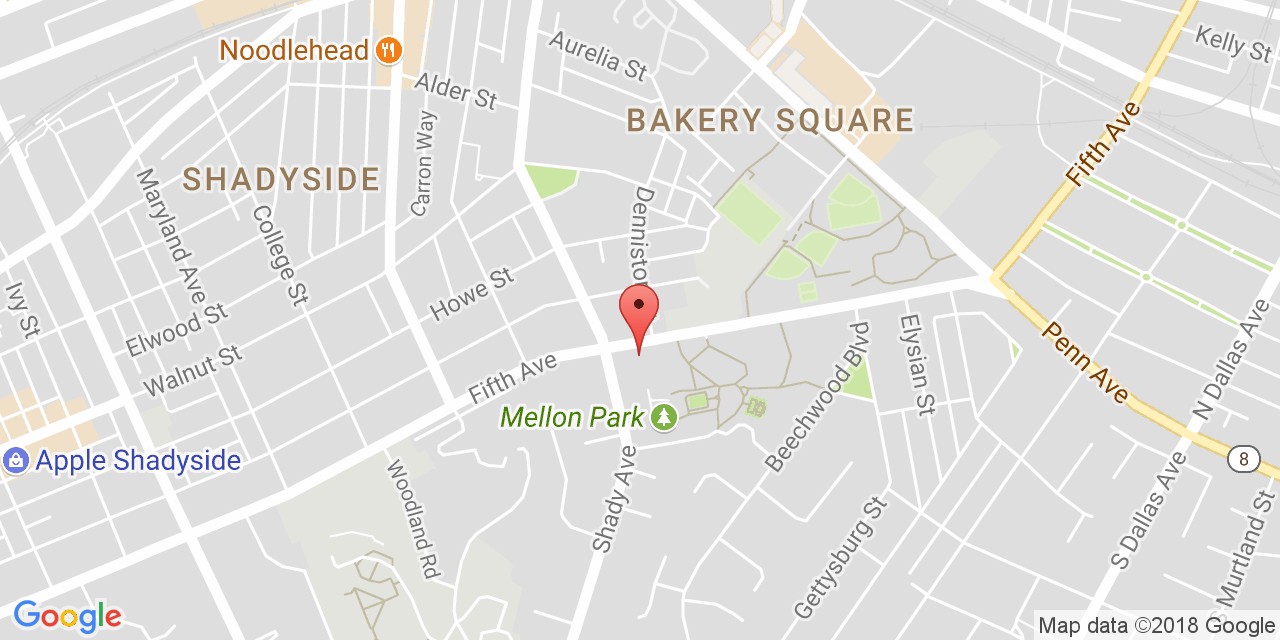 Noodlehead
Aurelia St
Kelly St
Alder St
BAKERY SQUARE
Fifth Ave
SHADYSIDE
Carron Way
Maryland Ave
College St
Dennisto
Howe St
Ivy St
Elwood St
Walnut St
Fifth Ave
Beechwood Blvd
Elysian St
Penn Ave
N Dallas Ave
Mellon Park
Apple Shadyside
Woodland Rd
Shady Ave
Gettysburg St
8
S Dallas Ave
S Murtland St
Google
Map data ©2018 Google